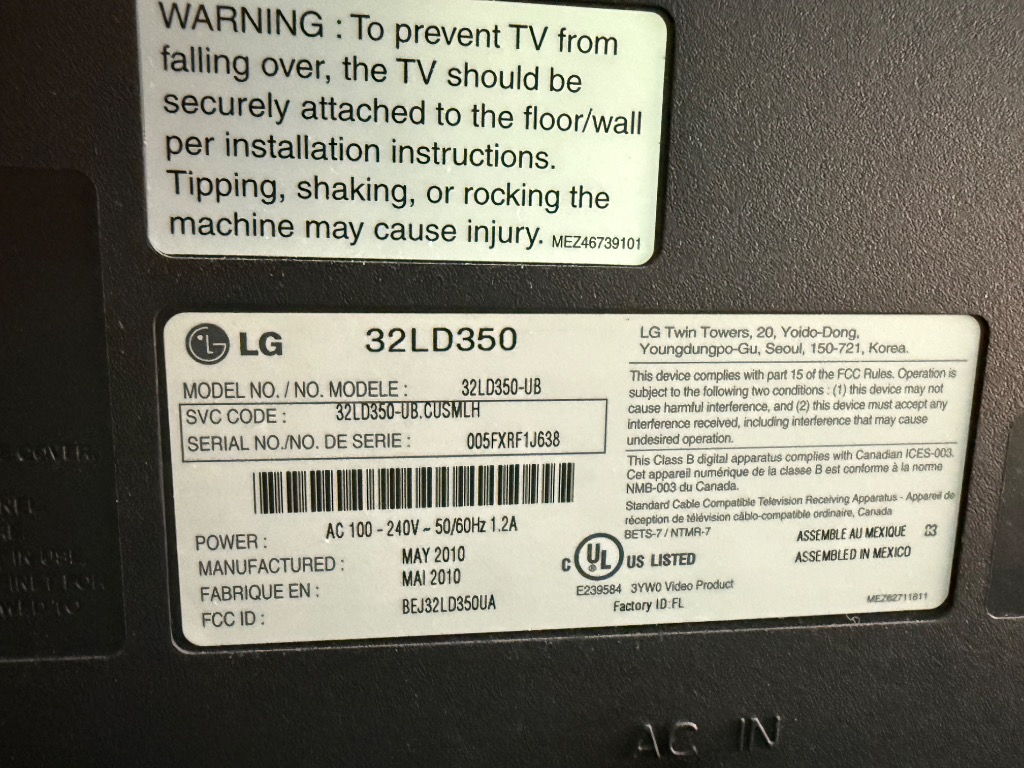 WARNING : To prevent TV from
falling over, the TV should be
securely attached to the floor/wall
per installation instructions.
Tipping, shaking, or rocking the
machine may cause injury. MEZ46739101
LG 32LD350
MODEL NO. / NO. MODELE : 32LD350-UB
SVC CODE : 32LD350-UB.CUSMLH
SERIAL NO./NO. DE SERIE : 005FXRF1J638
POWER : AC 100 - 240V ~ 50/60Hz 1.2A
MANUFACTURED : MAY 2010
FABRIQUE EN : MAI 2010
FCC ID : BEJ32LD350UA
LG Twin Towers, 20, Yoido-Dong,
Youngdungpo-Gu, Seoul, 150-721, Korea.
This device complies with part 15 of the FCC Rules. Operation is
subject to the following two conditions : (1) this device may not
cause harmful interference, and (2) this device must accept any
interference received, including interference that may cause
undesired operation.
This Class B digital apparatus complies with Canadian ICES-003.
Cet appareil numérique de la classe B est conforme à la norme
NMB-003 du Canada.
Standard Cable Compatible Television Receiving Apparatus - Appareil de
réception de télévision câblo-compatible ordinaire, Canada
BETS-7 / NTMR-7
ASSEMBLE AU MEXIQUE
ASSEMBLED IN MEXICO
C UL US LISTED
E239584 3YW0 Video Product
Factory ID:FL
MEZ62711811
COVER.
IN USE
AC IN